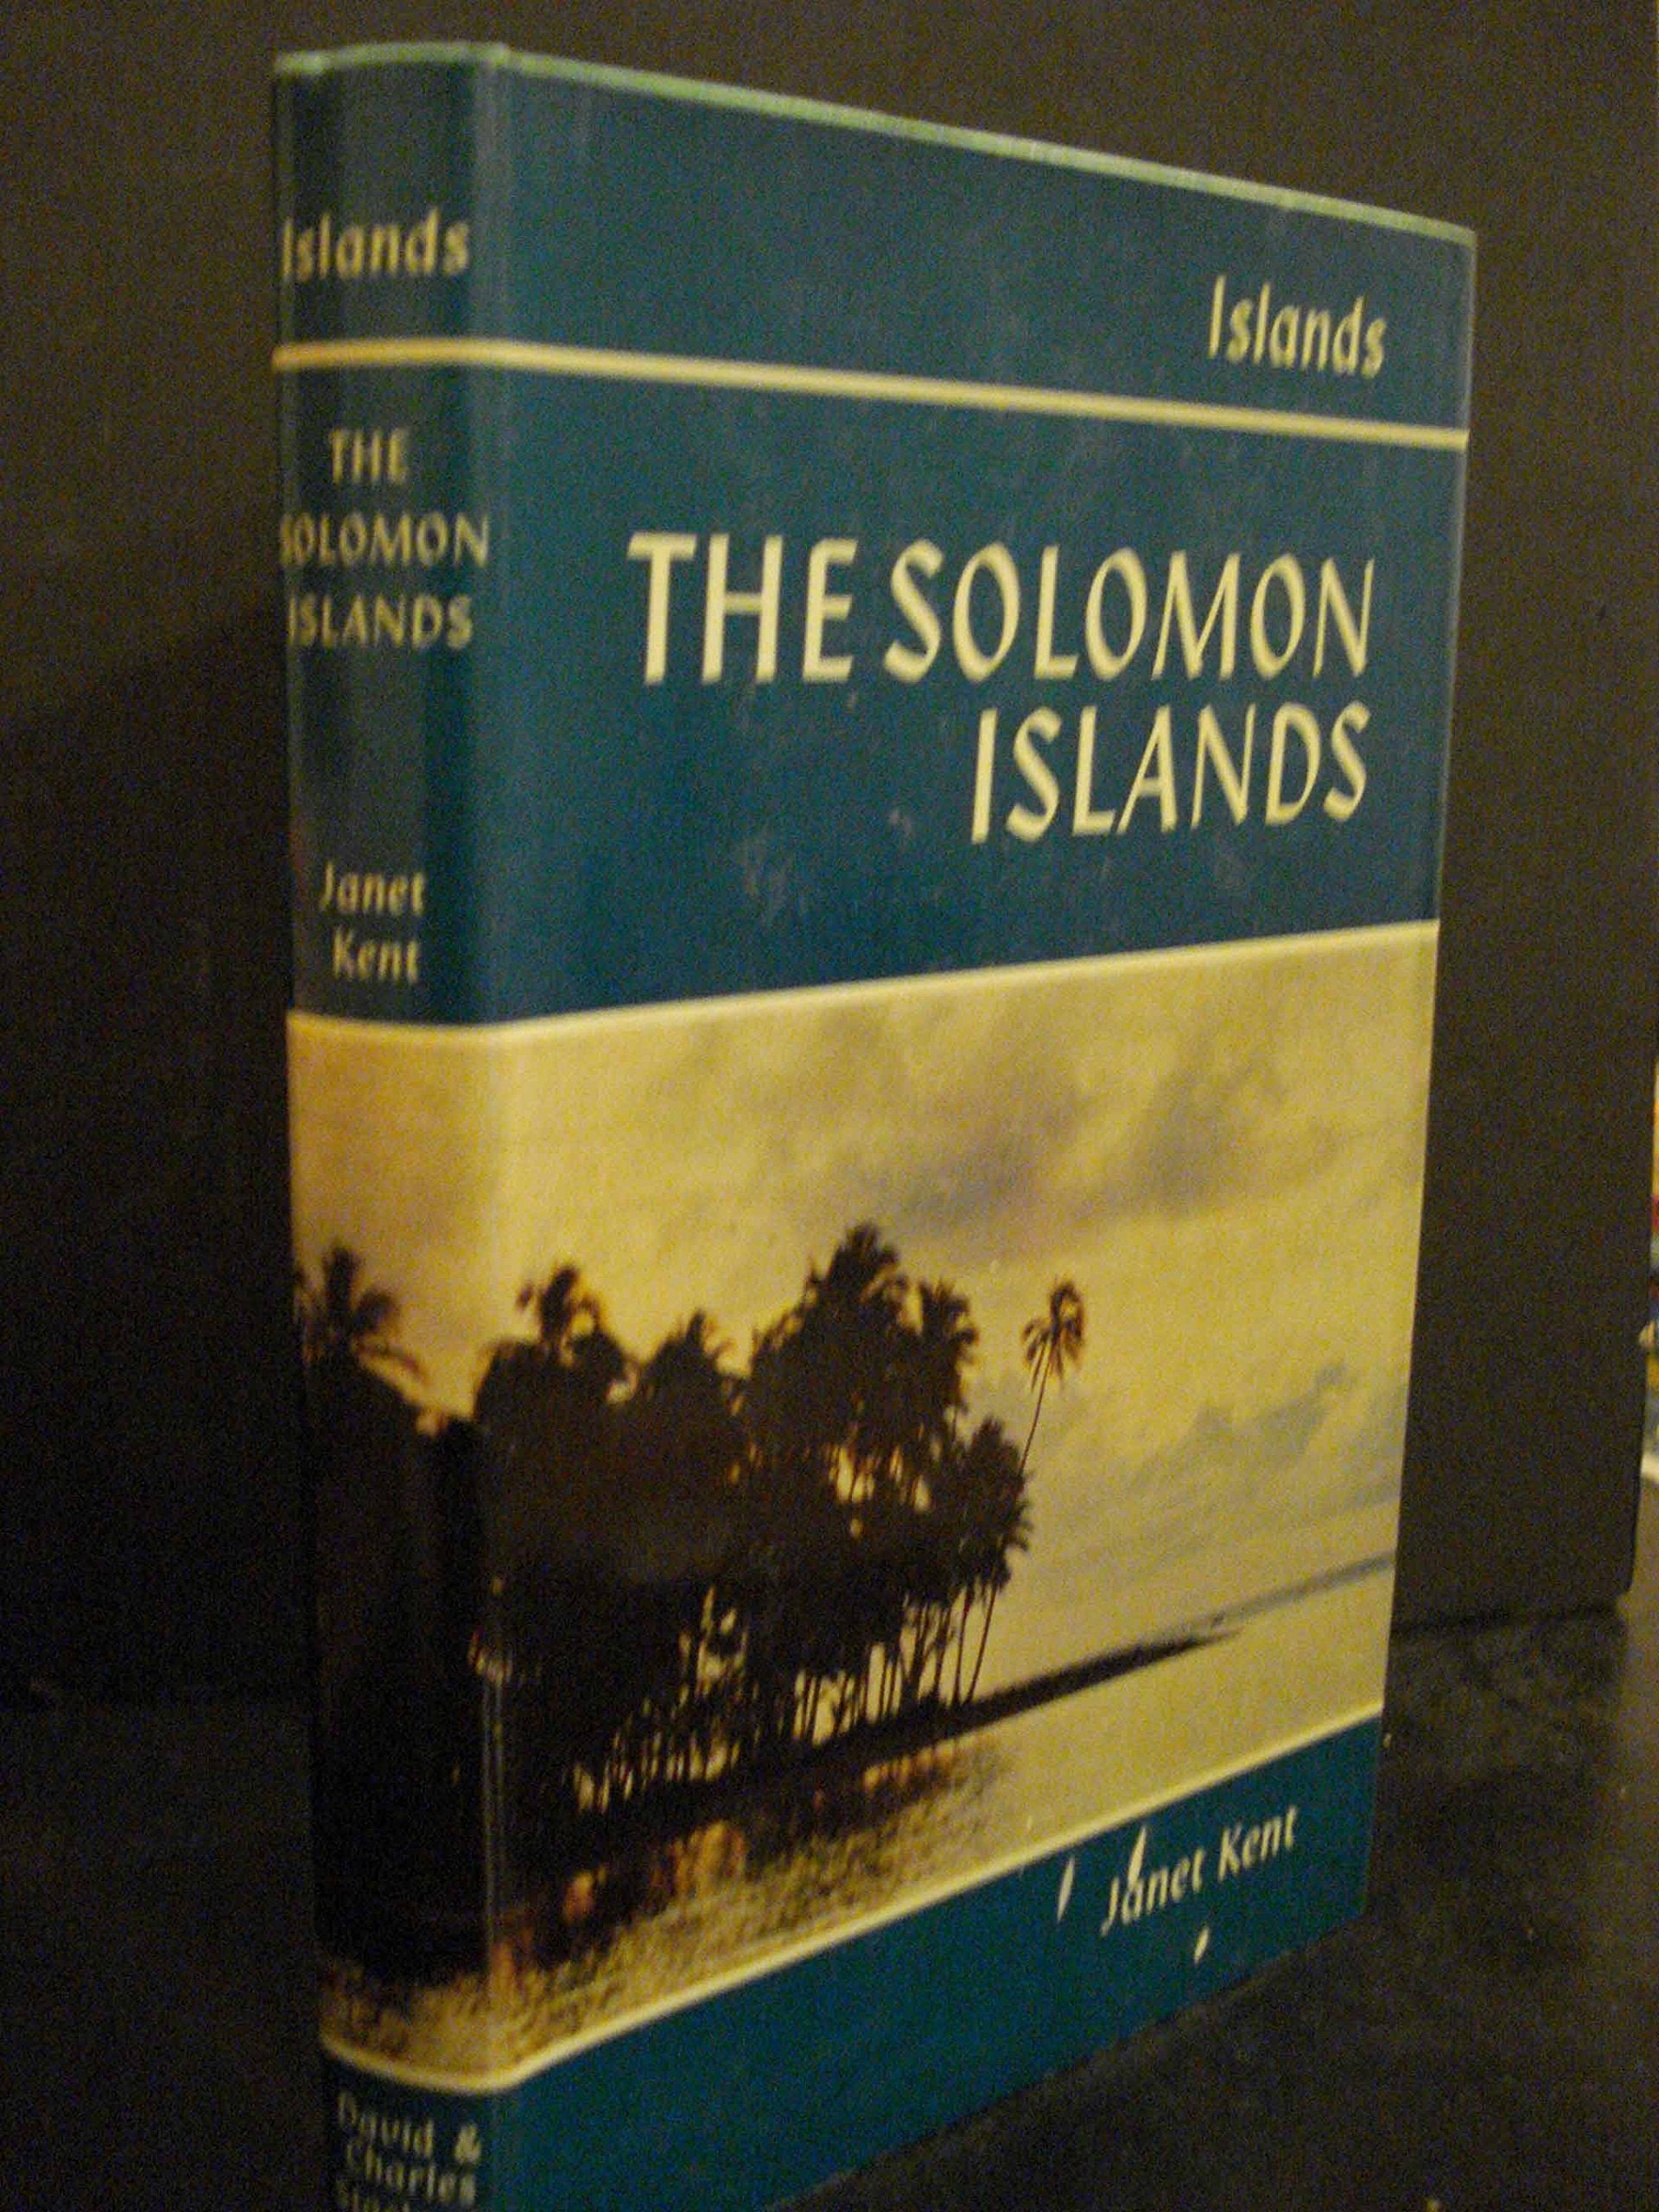 Islands
THE
SOLOMON
ISLANDS
Janet
Kent
David &
Charles
Islands
THE SOLOMON
ISLANDS
Janet Kent